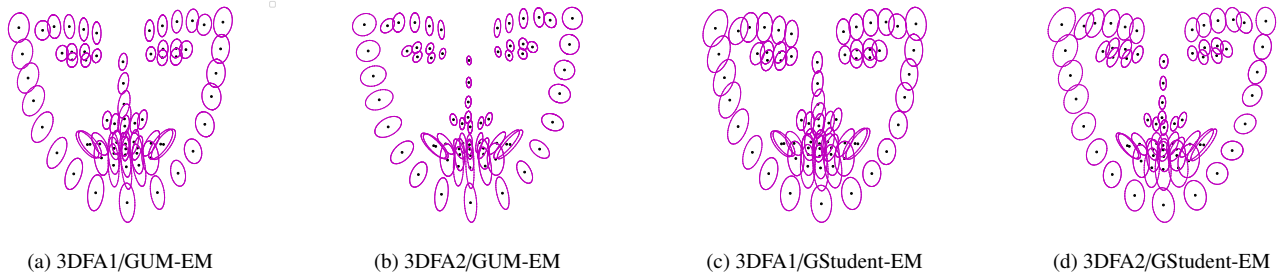 (a) 3DFA1/GUM-EM
(b) 3DFA2/GUM-EM
(c) 3DFA1/GStudent-EM
(d) 3DFA2/GStudent-EM